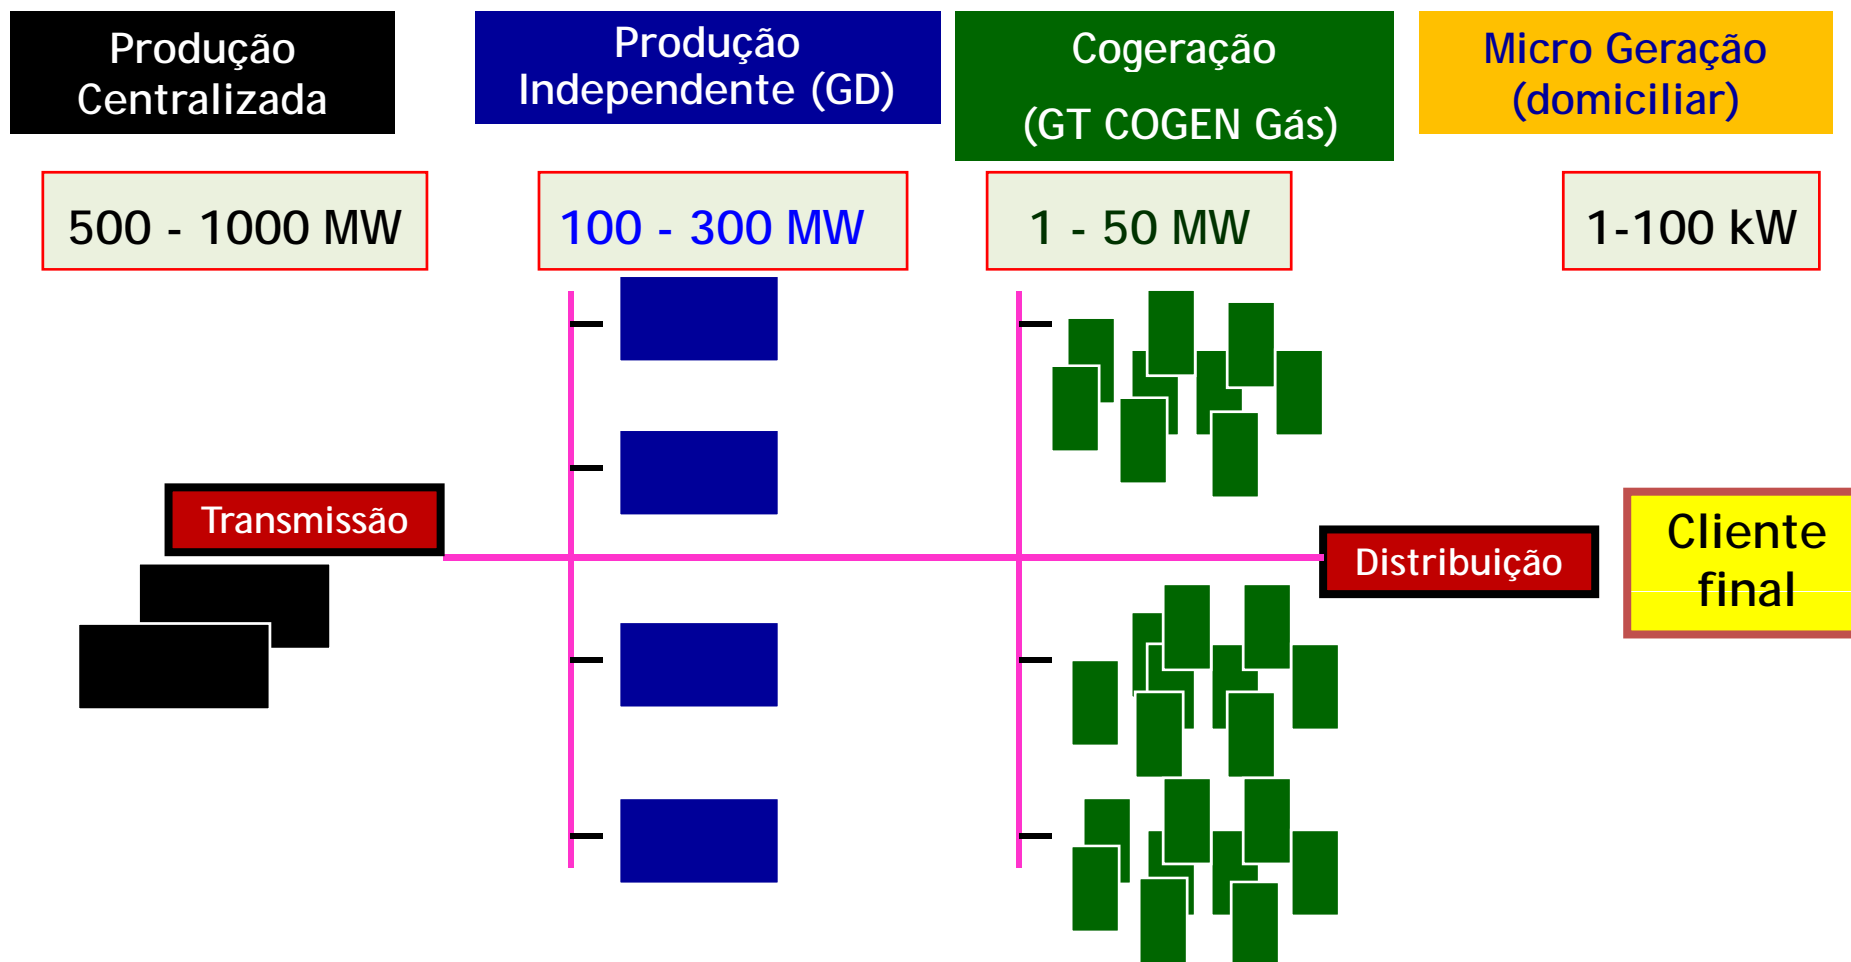 Produção
Centralizada
Produção
Independente (GD)
Cogeração
(GT COGEN Gás)
Micro Geração
(domiciliar)
500 - 1000 MW
100 - 300 MW
1 - 50 MW
1-100 kW
Transmissão
Distribuição
Cliente
final